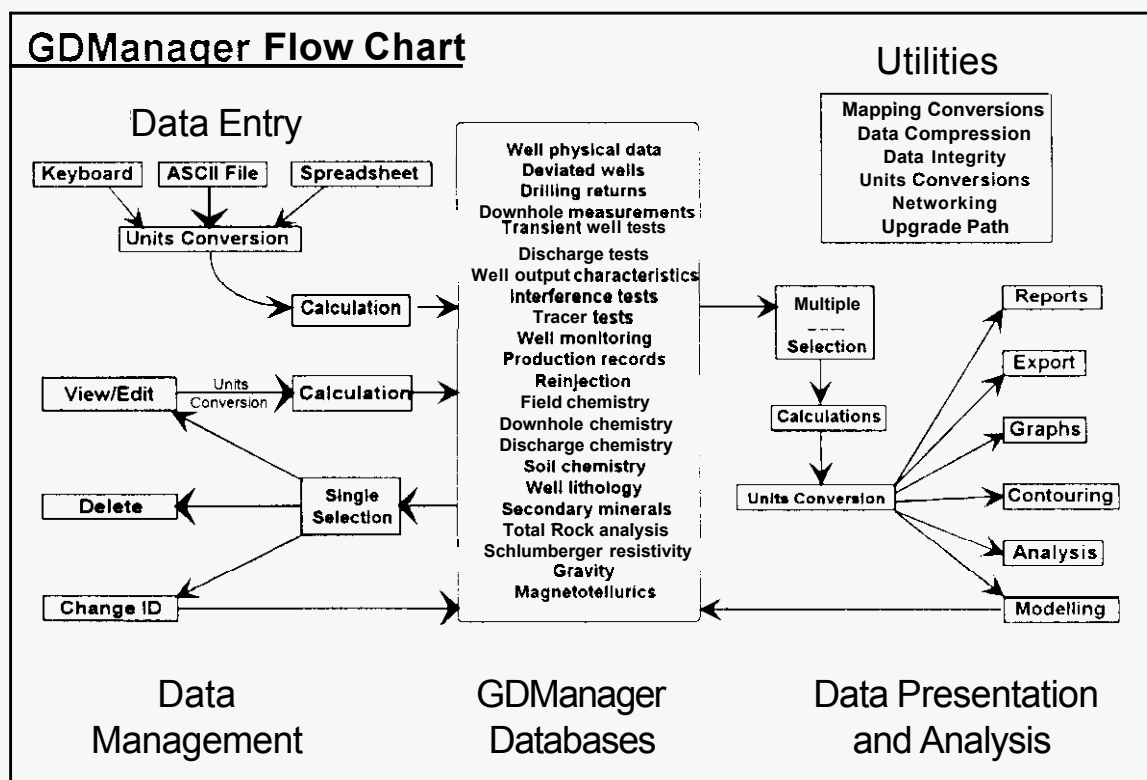 GDManager Flow Chart
Utilities
Mapping Conversions
Data Compression
Data Integrity
Units Conversions
Networking
Upgrade Path
Data Entry
Keyboard
ASCII File
Spreadsheet
Units Conversion
Calculation
View/Edit
Units
Conversion
Calculation
Delete
Single
Selection
Change ID
Data
Management
Well physical data
Deviated wells
Drilling returns
Downhole measurements
Transient well tests
Discharge tests
Well output characteristics
Interference tests
Tracer tests
Well monitoring
Production records
Reinjection
Field chemistry
Downhole chemistry
Discharge chemistry
Soil chemistry
Well lithology
Secondary minerals
Total Rock analysis
Schlumberger resistivity
Gravity
Magnetotellurics
GDManager
Databases
Multiple
Selection
Calculations
Units Conversion
Reports
Export
Graphs
Contouring
Analysis
Modelling
Data Presentation
and Analysis